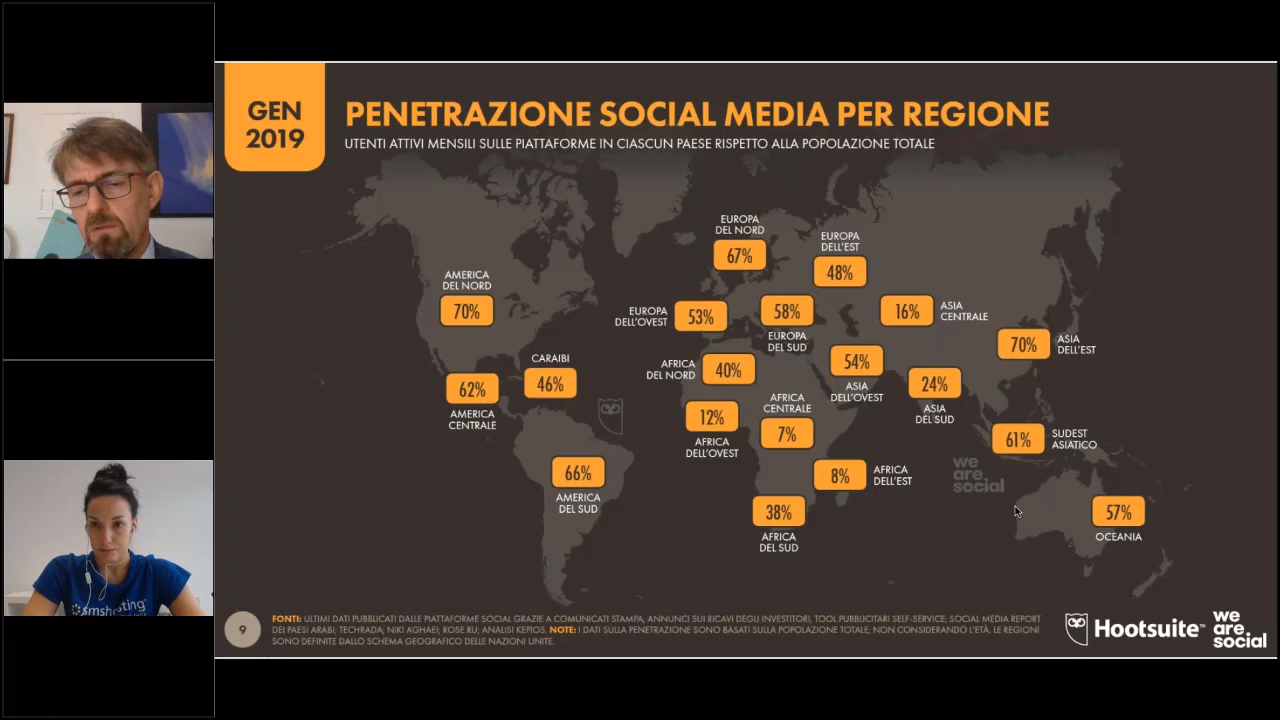 GEN
2019
PENETRAZIONE SOCIAL MEDIA PER REGIONE
UTENTI ATTIVI MENSILI SULLE PIATTAFORME IN CIASCUN PAESE RISPETTO ALLA POPOLAZIONE TOTALE
EUROPA
DEL NORD
67%
EUROPA
DELL'EST
48%
AMERICA
DEL NORD
70%
EUROPA
DELL'OVEST
53%
58%
EUROPA
DEL SUD
16%
ASIA
CENTRALE
70%
ASIA
DELL'EST
CARAIBI
46%
62%
AMERICA
CENTRALE
AFRICA
DEL NORD
40%
54%
ASIA
DELL'OVEST
24%
ASIA
DEL SUD
12%
AFRICA
DELL'OVEST
AFRICA
CENTRALE
7%
61%
SUDEST
ASIATICO
66%
AMERICA
DEL SUD
8%
AFRICA
DELL'EST
we
are
social
38%
AFRICA
DEL SUD
57%
OCEANIA
smshosting
9
FONTI: ULTIMI DATI PUBBLICATI DALLE PIATTAFORME SOCIAL GRAZIE A COMUNICATI STAMPA, ANNUNCI SUI RICAVI DEGLI INVESTITORI, TOOL PUBBLICITARI SELF-SERVICE; SOCIAL MEDIA REPORT
DEI PAESI ARABI; TECHRADA; NIKI AGHAEI; ROSE.RU; ANALISI KEPIOS. NOTE: I DATI SULLA PENETRAZIONE SONO BASATI SULLA POPOLAZIONE TOTALE, NON CONSIDERANDO L'ETÀ. LE REGIONI
SONO DEFINITE DALLO SCHEMA GEOGRAFICO DELLE NAZIONI UNITE.
Hootsuite™
we
are
social